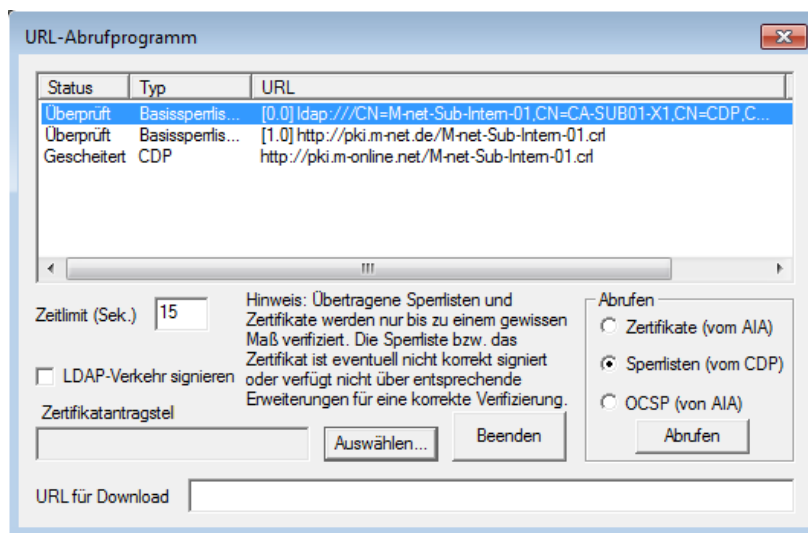 URL-Abrufprogramm
Status Typ URL
Überprüft Basissperrlis... [0.0] ldap:///CN=M-net-Sub-Intern-01,CN=CA-SUB01-X1,CN=CDP,C...
Überprüft Basissperrlis... [1.0] http://pki.m-net.de/M-net-Sub-Intern-01.crl
Gescheitert CDP http://pki.m-online.net/M-net-Sub-Intern-01.crl
Zeitlimit (Sek.) 15
LDAP-Verkehr signieren
Hinweis: Übertragene Sperrlisten und
Zertifikate werden nur bis zu einem gewissen
Maß verifiziert. Die Sperrliste bzw. das
Zertifikat ist eventuell nicht korrekt signiert
oder verfügt nicht über entsprechende
Erweiterungen für eine korrekte Verifizierung.
Abrufen
Zertifikate (vom AIA)
Sperrlisten (vom CDP)
OCSP (von AIA)
Abrufen
Zertifikatantragstel
Auswählen...
Beenden
URL für Download